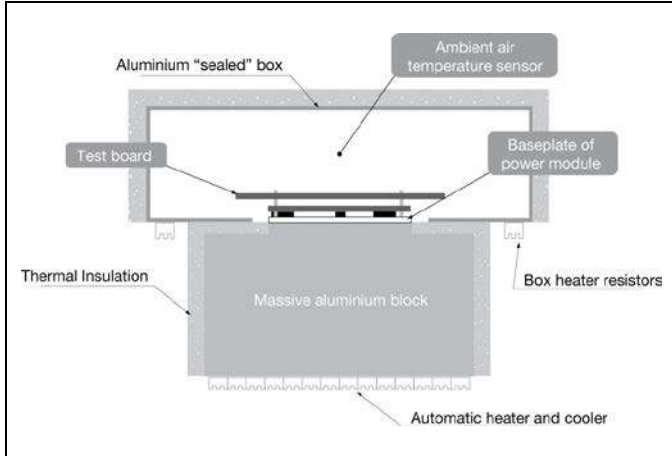 Ambient air
temperature sensor
Aluminium “sealed” box
Test board
Baseplate of
power module
Thermal Insulation
Massive aluminium block
Box heater resistors
Automatic heater and cooler